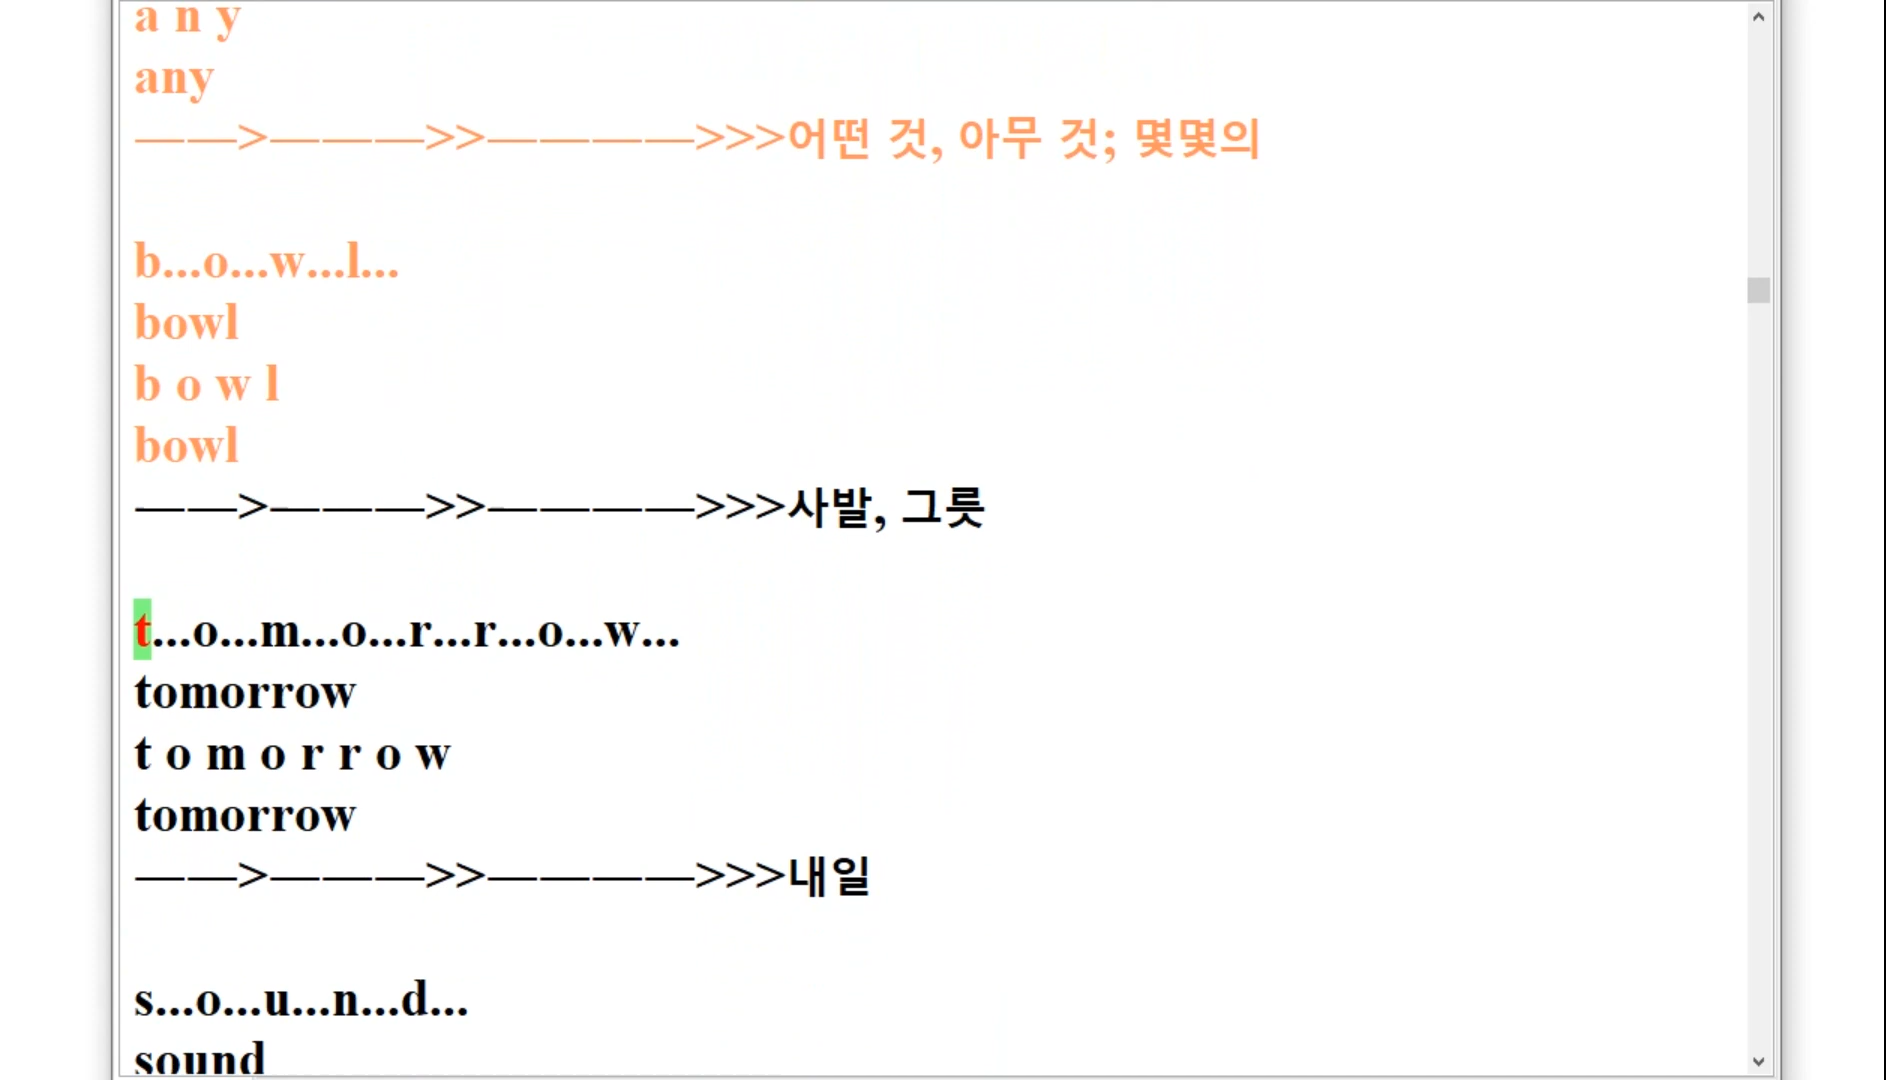 a n y
any
——>———>>————>>>어떤 것, 아무 것; 몇몇의
b...o...w...l...
bowl
b o w l
bowl
——>———>>————>>>사발, 그릇
t...o...m...o...r...r...o...w...
tomorrow
t o m o r r o w
tomorrow
——>———>>————>>>내일
s...o...u...n...d...
sound